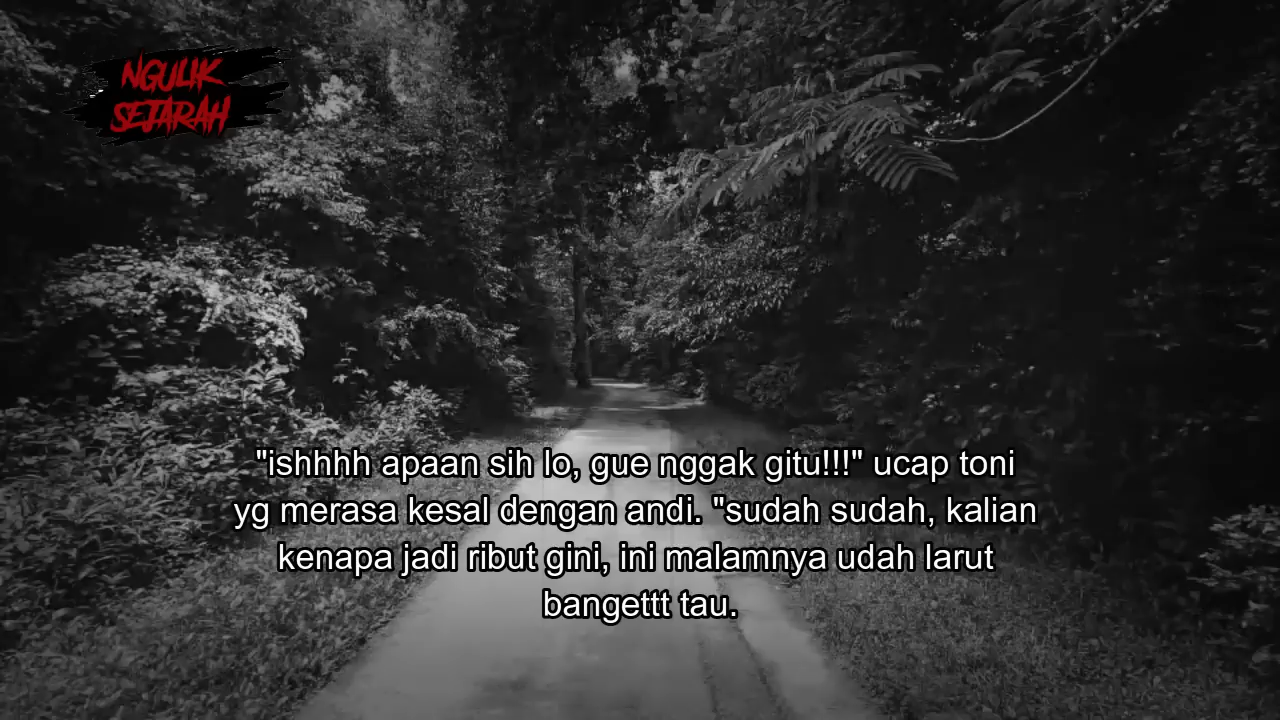 NGULIK
SEJARAH
"ishhhh apaan sih lo, gue nggak gitu!!!" ucap toni
yg merasa kesal dengan andi. "sudah sudah, kalian
kenapa jadi ribut gini, ini malamnya udah larut
bangettt tau.